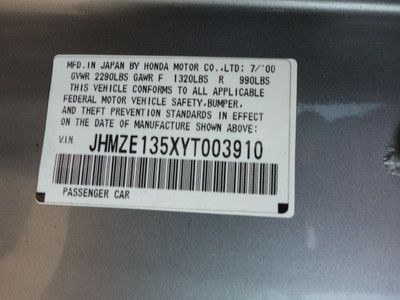 MFD. IN JAPAN BY HONDA MOTOR CO., LTD; 7/'00
GVWR 2290LBS GAWR F 1320LBS R 990LBS
THIS VEHICLE CONFORMS TO ALL APPLICABLE
FEDERAL MOTOR VEHICLE SAFETY, BUMPER,
AND THEFT PREVENTION STANDARDS IN EFFECT
ON THE DATE OF MANUFACTURE SHOWN ABOVE:
V.I.N. JHMZE135XYT003910
PASSENGER CAR